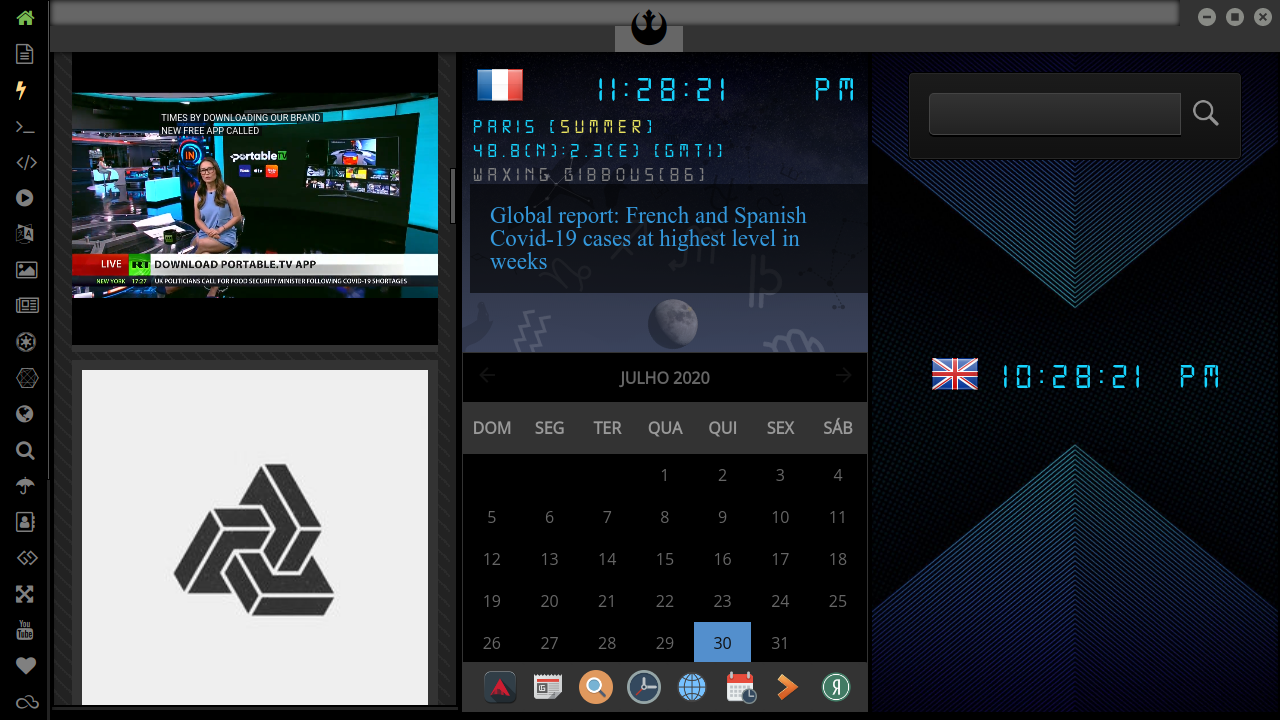 TIMES BY DOWNLOADING OUR BRAND
NEW FREE APP CALLED
IN
portable TV
LIVE RT DOWNLOAD PORTABLE.TV APP
NEW YORK 17:27 UK POLITICIANS CALL FOR FOOD SECURITY MINISTER FOLLOWING COVID-19 SHORTAGES
You
Tube
11:28:21 PM
PARIS (SUMMER)
48.8(N):2.3(E) (GMT1)
WAXING GIBBOUS(86)
Global report: French and Spanish
Covid-19 cases at highest level in
weeks
JULHO 2020
DOM SEG TER QUA QUI SEX SÁB
1 2 3 4
5 6 7 8 9 10 11
12 13 14 15 16 17 18
19 20 21 22 23 24 25
26 27 28 29 30 31
Я
10:28:21 PM